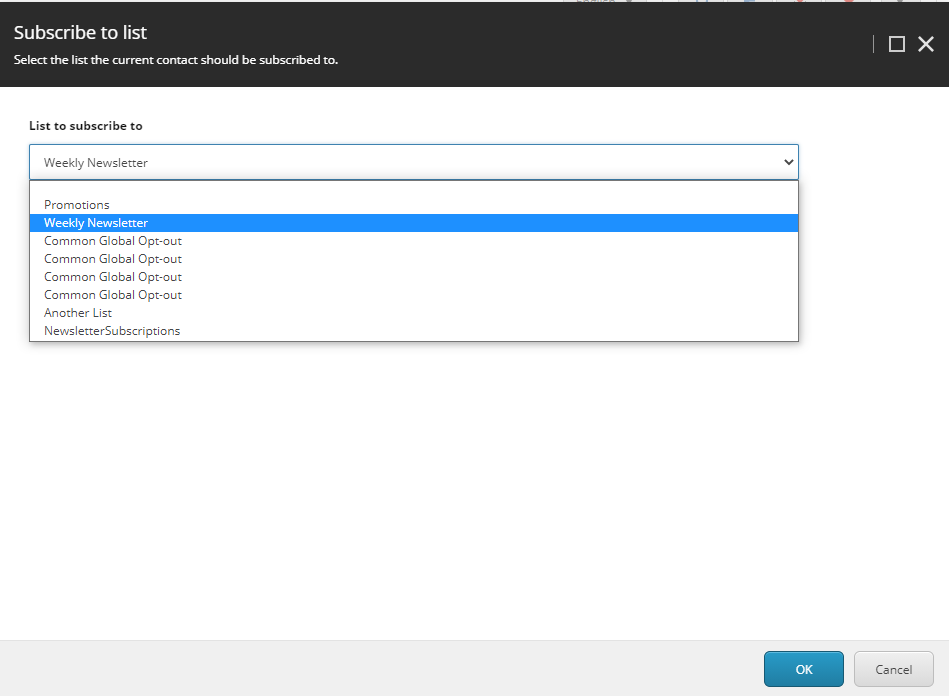 Subscribe to list
Select the list the current contact should be subscribed to.
List to subscribe to
Weekly Newsletter
Promotions
Weekly Newsletter
Common Global Opt-out
Common Global Opt-out
Common Global Opt-out
Common Global Opt-out
Another List
NewsletterSubscriptions
OK
Cancel